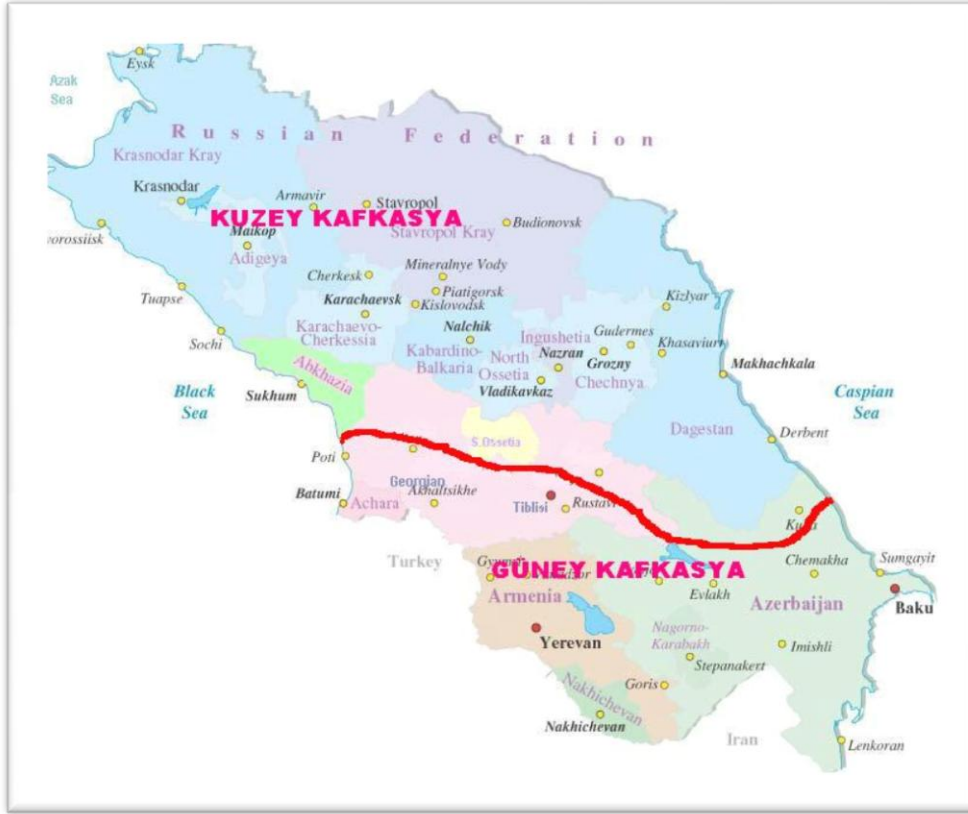 Eysk
Azak
Sea
Russian Federation
Krasnodar Kray
Krasnodar
Armavir
Stavropol
KUZEY KAFKASYA
Budionovsk
Stavropol Kray
Maikop
vorossiisk
Adigeya
Mineralnye Vody
Cherkesk
Piatigorsk
Kizlyar
Tuapse
Karachaevsk
Kislovodsk
Nalchik
Ingushetia
Gudermes
Karachaevo-
Cherkessia
Sochi
Kabardino-
Balkaria
North
Ossetia
Nazran
Grozny
Khasaviurt
Abkhazia
Vladikavkaz
Chechnya
Makhachkala
Black
Sea
Sukhum
Caspian
Sea
Dagestan
Derbent
S.Ossetia
Poti
Georgian
Batumi
Achara
Akhaltsikhe
Tiblisi
Rustavi
Turkey
Chemakha
Sumgayit
GÜNEY KAFKASYA
Armenia
Evlakh
Azerbaijan
Baku
Yerevan
Nagorno-
Karabakh
Imishli
Stepanakert
Goris
Nakhichevan
Nakhichevan
Iran
Lenkoran